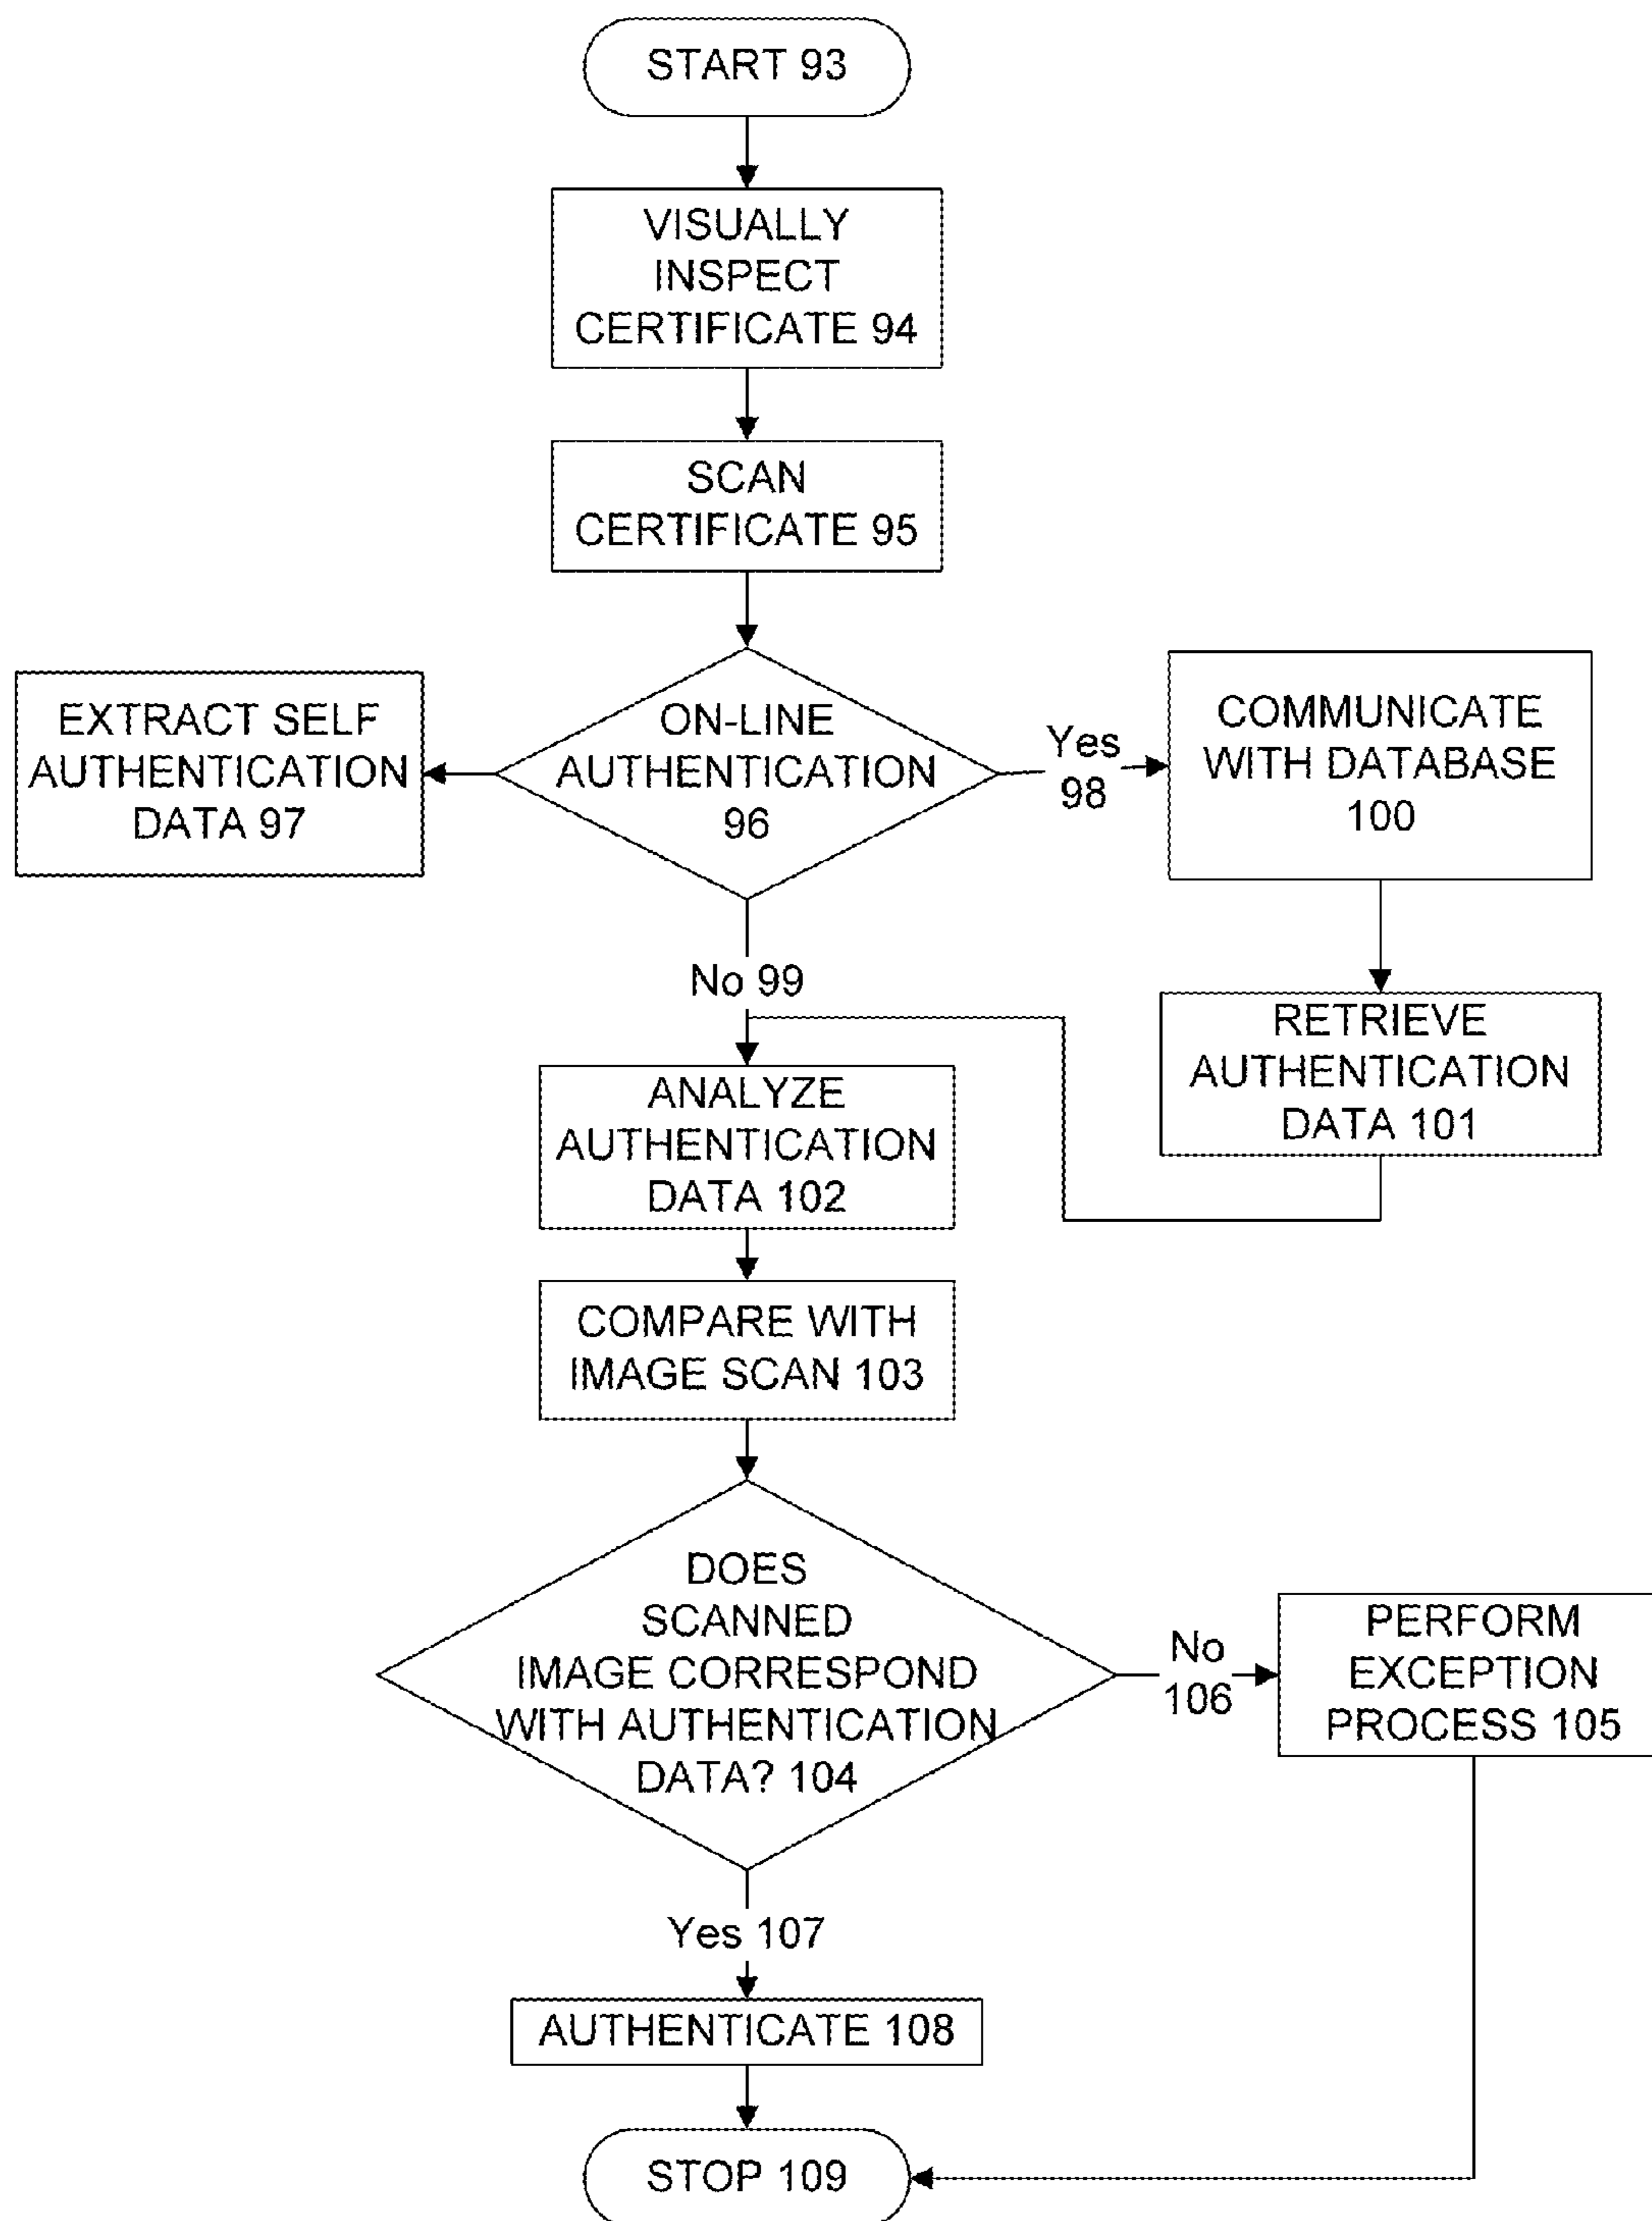 START 93
VISUALLY
INSPECT
CERTIFICATE 94
SCAN
CERTIFICATE 95
EXTRACT SELF
AUTHENTICATION
DATA 97
ON-LINE
AUTHENTICATION
96
Yes
98
COMMUNICATE
WITH DATABASE
100
No 99
RETRIEVE
AUTHENTICATION
DATA 101
ANALYZE
AUTHENTICATION
DATA 102
COMPARE WITH
IMAGE SCAN 103
DOES
SCANNED
IMAGE CORRESPOND
WITH AUTHENTICATION
DATA? 104
No
106
PERFORM
EXCEPTION
PROCESS 105
Yes 107
AUTHENTICATE 108
STOP 109